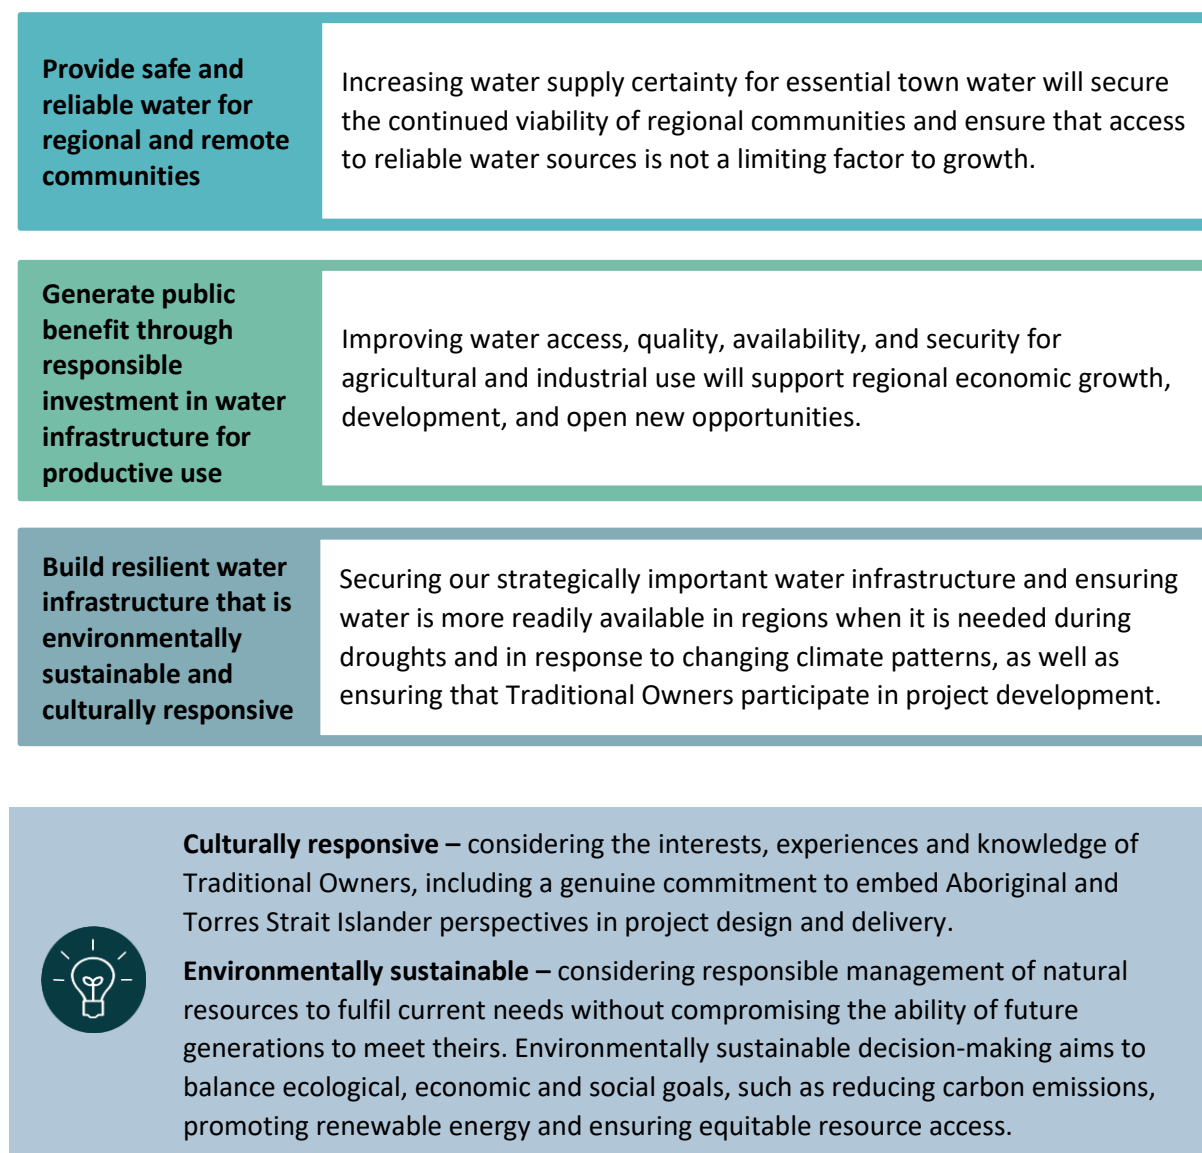 Provide safe and
reliable water for
regional and remote
communities
Increasing water supply certainty for essential town water will secure
the continued viability of regional communities and ensure that access
to reliable water sources is not a limiting factor to growth.
Generate public
benefit through
responsible
investment in water
infrastructure for
productive use
Improving water access, quality, availability, and security for
agricultural and industrial use will support regional economic growth,
development, and open new opportunities.
Build resilient water
infrastructure that is
environmentally
sustainable and
culturally responsive
Securing our strategically important water infrastructure and ensuring
water is more readily available in regions when it is needed during
droughts and in response to changing climate patterns, as well as
ensuring that Traditional Owners participate in project development.
Culturally responsive – considering the interests, experiences and knowledge of
Traditional Owners, including a genuine commitment to embed Aboriginal and
Torres Strait Islander perspectives in project design and delivery.
Environmentally sustainable – considering responsible management of natural
resources to fulfil current needs without compromising the ability of future
generations to meet theirs. Environmentally sustainable decision-making aims to
balance ecological, economic and social goals, such as reducing carbon emissions,
promoting renewable energy and ensuring equitable resource access.